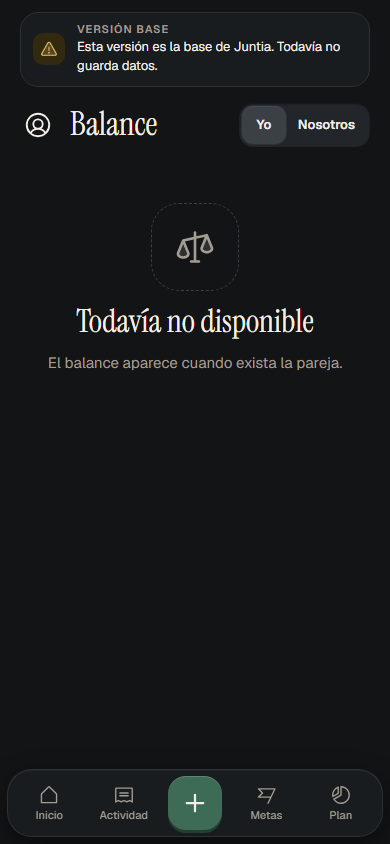 VERSIÓN BASE
Esta versión es la base de Juntia. Todavía no
guarda datos.
Balance
Yo
Nosotros
Todavía no disponible
El balance aparece cuando exista la pareja.
Inicio
Actividad
Metas
Plan